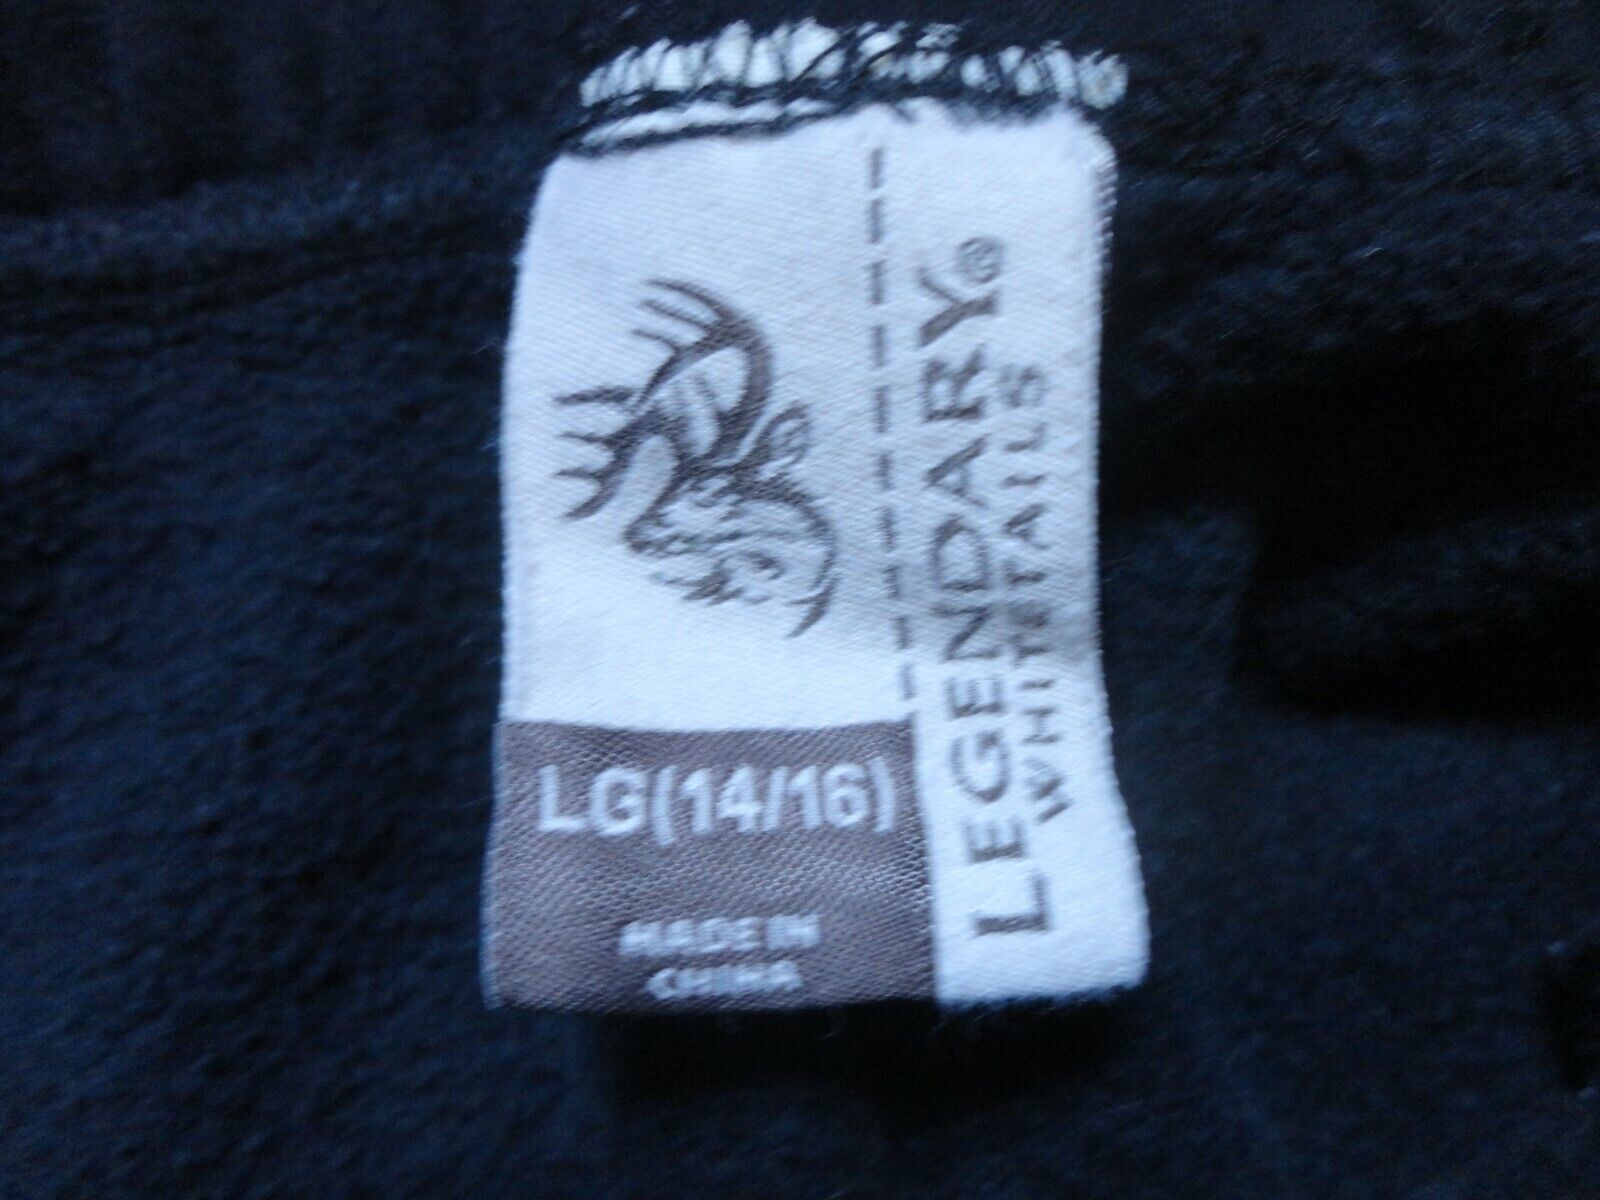 LEGENDARY®
WHITETAILS
LG(14/16)
MADE IN
CHINA